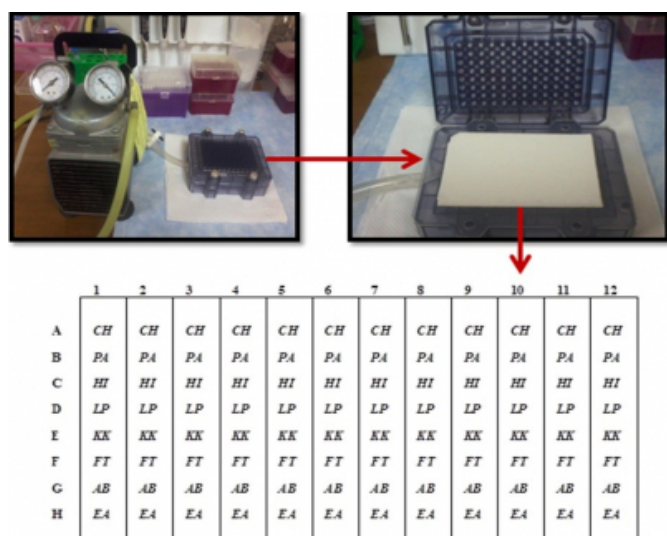 1 2 3 4 5 6 7 8 9 10 11 12
A CH CH CH CH CH CH CH CH CH CH CH CH
B PA PA PA PA PA PA PA PA PA PA PA PA
C HI HI HI HI HI HI HI HI HI HI HI HI
D LP LP LP LP LP LP LP LP LP LP LP LP
E KK KK KK KK KK KK KK KK KK KK KK KK
F FT FT FT FT FT FT FT FT FT FT FT FT
G AB AB AB AB AB AB AB AB AB AB AB AB
H EA EA EA EA EA EA EA EA EA EA EA EA